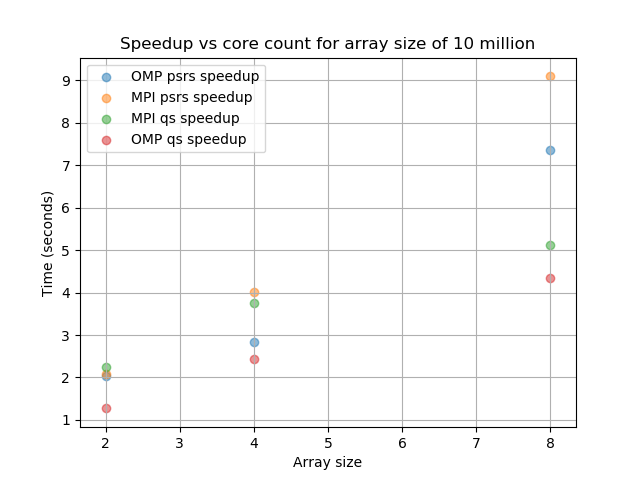 Speedup vs core count for array size of 10 million
OMP psrs speedup
MPI psrs speedup
MPI qs speedup
OMP qs speedup
9
8
7
6
5
4
3
2
1
Time (seconds)
2 3 4 5 6 7 8
Array size